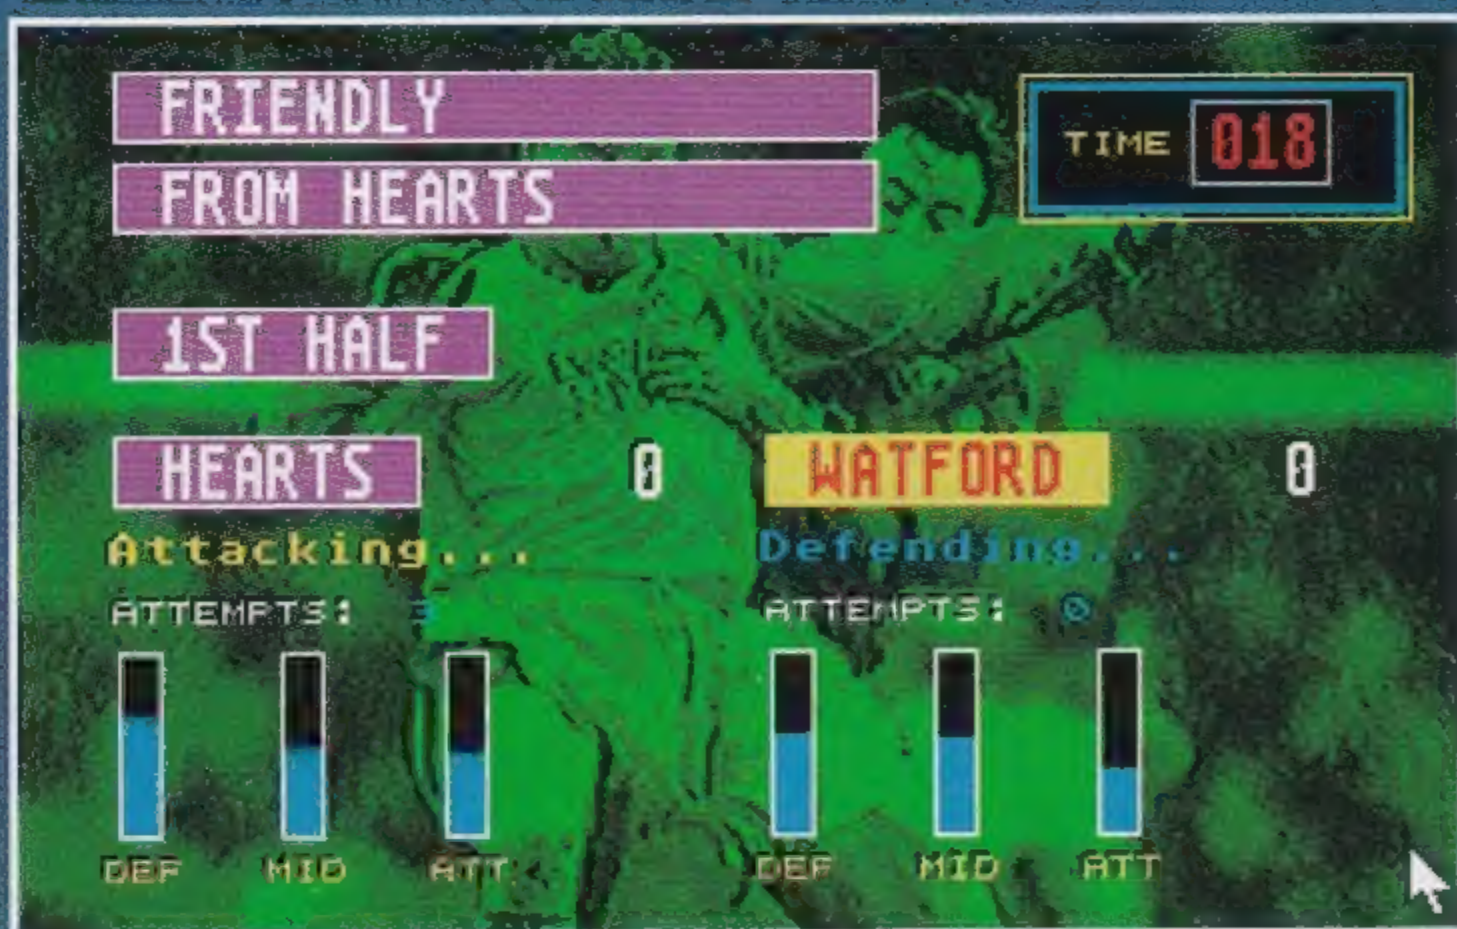 FRIENDLY
TIME 018
FROM HEARTS
1ST HALF
HEARTS 0 WATFORD 0
Attacking... Defending...
ATTEMPTS: 3 ATTEMPTS: 0
DEF MID ATT DEF MID ATT